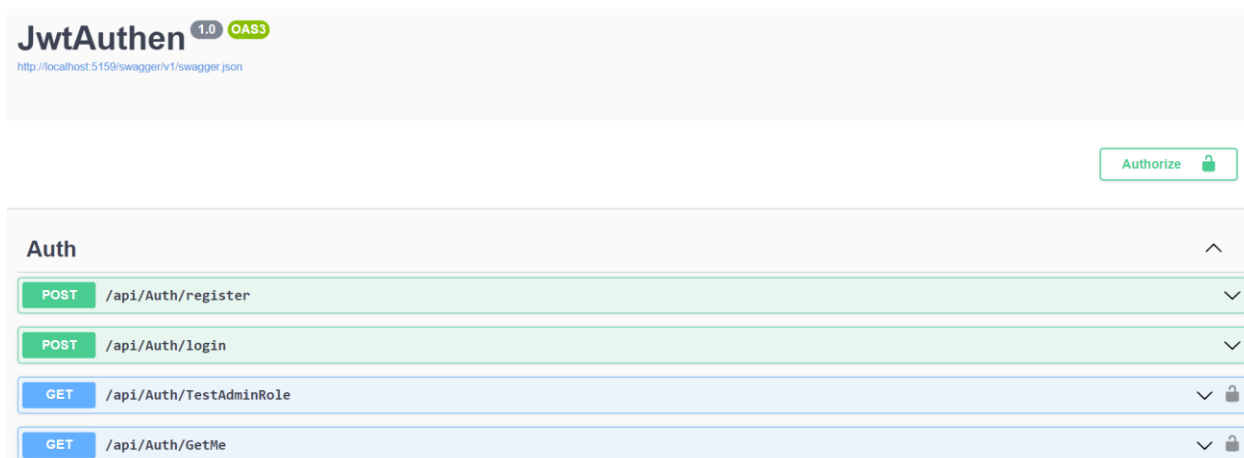 JwtAuthen 1.0 OAS3
http://localhost:5159/swagger/v1/swagger.json
Authorize
Auth
POST /api/Auth/register
POST /api/Auth/login
GET /api/Auth/TestAdminRole
GET /api/Auth/GetMe